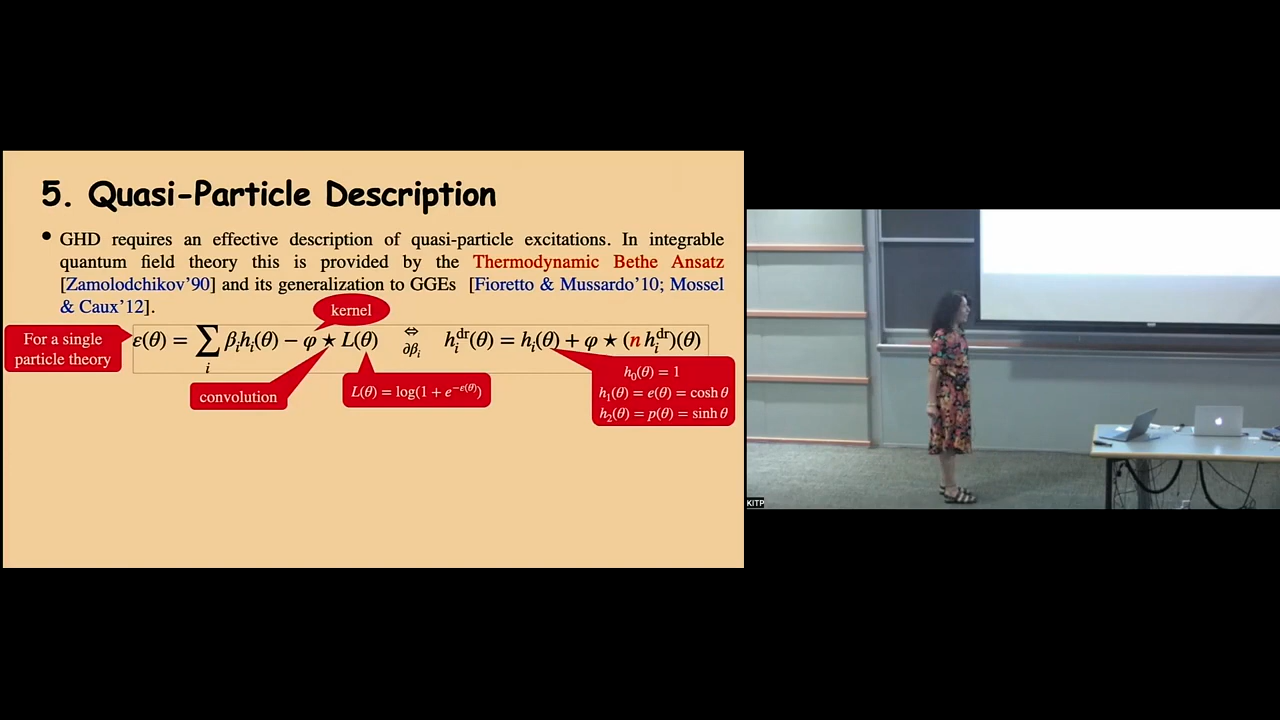 5. Quasi-Particle Description
• GHD requires an effective description of quasi-particle excitations. In integrable
quantum field theory this is provided by the Thermodynamic Bethe Ansatz
[Zamolodchikov’90] and its generalization to GGEs [Fioretto & Mussardo’10; Mossel
& Caux’12].
kernel
For a single
particle theory
ε(θ) = ∑ᵢ βᵢhᵢ(θ) − φ ★ L(θ) ⇔ ∂βᵢ hᵢᵈʳ(θ) = hᵢ(θ) + φ ★ (n hᵢᵈʳ)(θ)
convolution
L(θ) = log(1 + e^{−ε(θ)})
h₀(θ) = 1
h₁(θ) = e(θ) = cosh θ
h₂(θ) = p(θ) = sinh θ
KITP